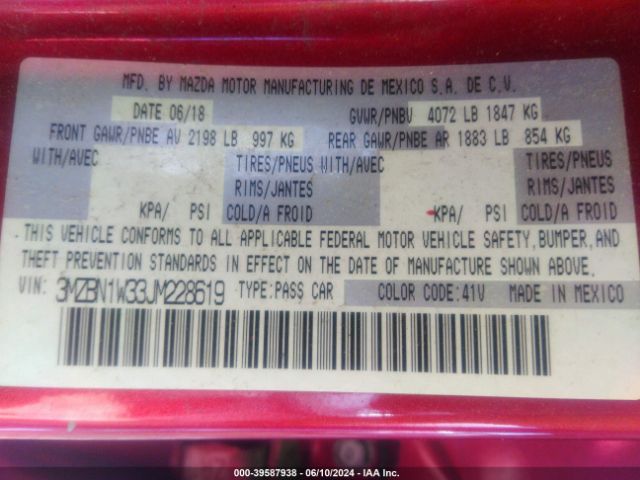 MFD. BY MAZDA MOTOR MANUFACTURING DE MEXICO S.A. DE C.V.
DATE 06/18 GVWR/PNBV 4072 LB 1847 KG
FRONT GAWR/PNBE AV 2198 LB 997 KG REAR GAWR/PNBE AR 1883 LB 854 KG
WITH/AVEC TIRES/PNEUS WITH/AVEC TIRES/PNEUS
RIMS/JANTES RIMS/JANTES
KPA/ PSI COLD/A FROID KPA/ PSI COLD/A FROID
THIS VEHICLE CONFORMS TO ALL APPLICABLE FEDERAL MOTOR VEHICLE SAFETY, BUMPER, AND
THEFT PREVENTION STANDARDS IN EFFECT ON THE DATE OF MANUFACTURE SHOWN ABOVE.
VIN: 3MZBN1W33JM228619 TYPE:PASS CAR COLOR CODE:41V MADE IN MEXICO
000-39587938 | 06/10/2024 | IAA Inc.